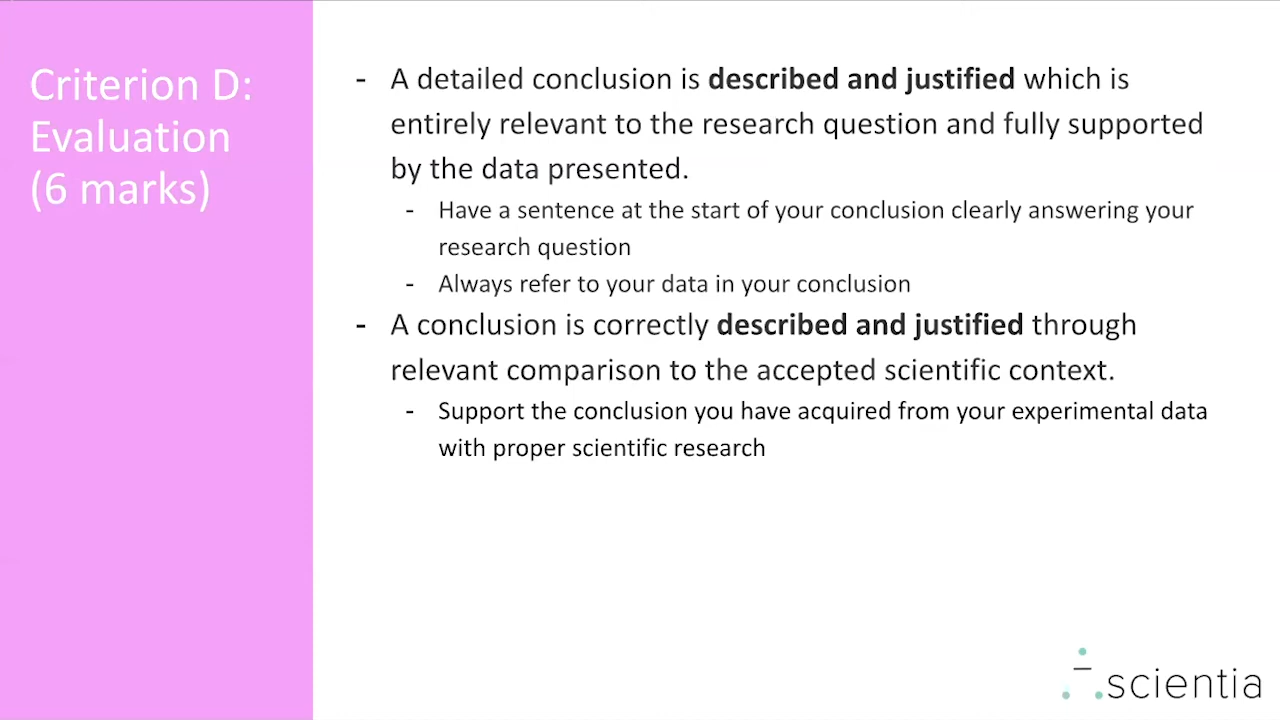 Criterion D:
Evaluation
(6 marks)
- A detailed conclusion is described and justified which is
entirely relevant to the research question and fully supported
by the data presented.
- Have a sentence at the start of your conclusion clearly answering your
research question
- Always refer to your data in your conclusion
- A conclusion is correctly described and justified through
relevant comparison to the accepted scientific context.
- Support the conclusion you have acquired from your experimental data
with proper scientific research
scientia